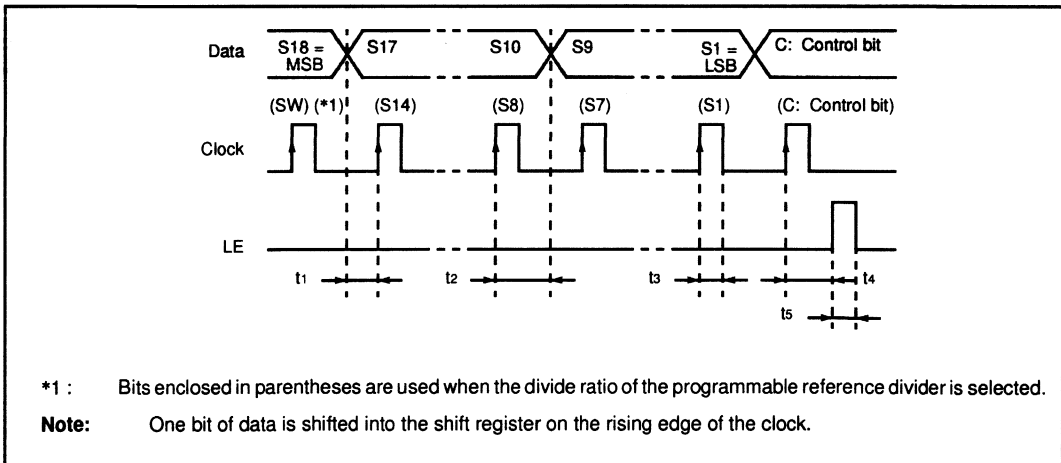 Data S18 = MSB S17 S10 S9 S1 = LSB C: Control bit
(SW) (*1) (S14) (S8) (S7) (S1) (C: Control bit)
Clock
LE
t1 t2 t3 t4
t5
*1 : Bits enclosed in parentheses are used when the divide ratio of the programmable reference divider is selected.
Note: One bit of data is shifted into the shift register on the rising edge of the clock.